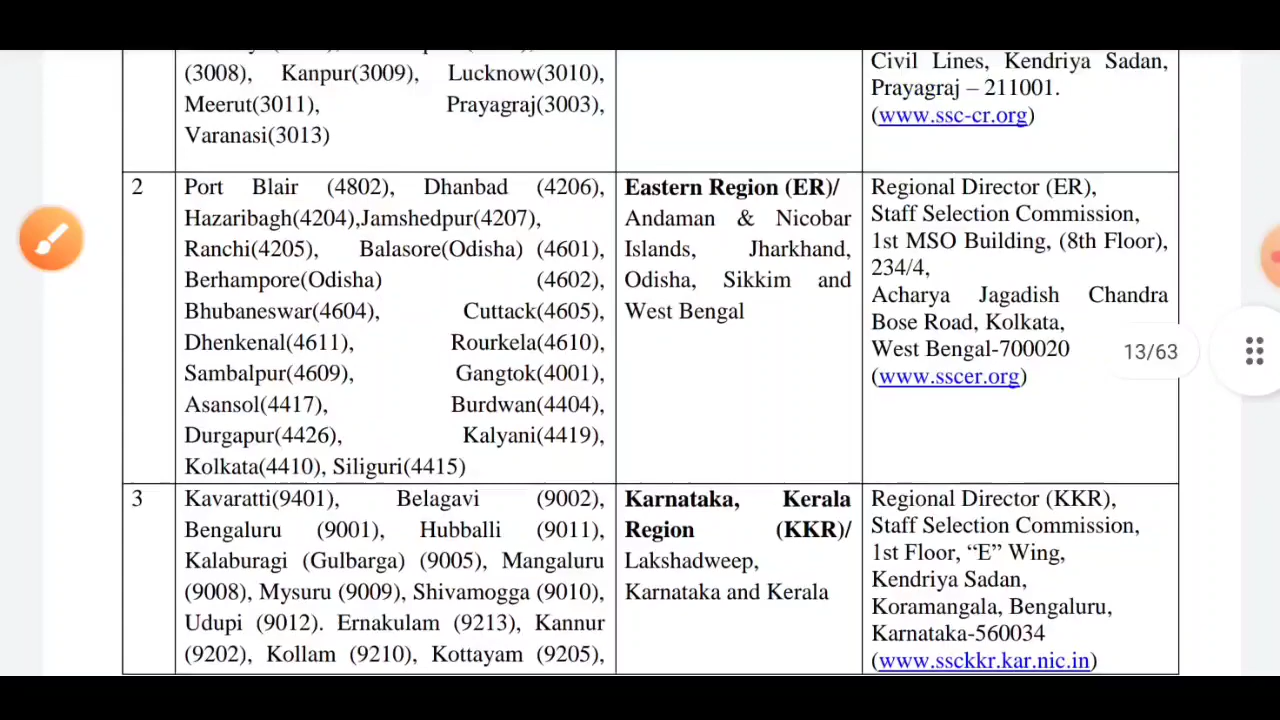 (3008), Kanpur(3009), Lucknow(3010),
Meerut(3011), Prayagraj(3003),
Varanasi(3013)
Civil Lines, Kendriya Sadan,
Prayagraj – 211001.
(www.ssc-cr.org)
2
Port Blair (4802), Dhanbad (4206),
Hazaribagh(4204),Jamshedpur(4207),
Ranchi(4205), Balasore(Odisha) (4601),
Berhampore(Odisha) (4602),
Bhubaneswar(4604), Cuttack(4605),
Dhenkenal(4611), Rourkela(4610),
Sambalpur(4609), Gangtok(4001),
Asansol(4417), Burdwan(4404),
Durgapur(4426), Kalyani(4419),
Kolkata(4410), Siliguri(4415)
Eastern Region (ER)/
Andaman & Nicobar
Islands, Jharkhand,
Odisha, Sikkim and
West Bengal
Regional Director (ER),
Staff Selection Commission,
1st MSO Building, (8th Floor),
234/4,
Acharya Jagadish Chandra
Bose Road, Kolkata,
West Bengal-700020
(www.sscer.org)
13/63
3
Kavaratti(9401), Belagavi (9002),
Bengaluru (9001), Hubballi (9011),
Kalaburagi (Gulbarga) (9005), Mangaluru
(9008), Mysuru (9009), Shivamogga (9010),
Udupi (9012). Ernakulam (9213), Kannur
(9202), Kollam (9210), Kottayam (9205),
Karnataka, Kerala
Region (KKR)/
Lakshadweep,
Karnataka and Kerala
Regional Director (KKR),
Staff Selection Commission,
1st Floor, “E” Wing,
Kendriya Sadan,
Koramangala, Bengaluru,
Karnataka-560034
(www.ssckkr.kar.nic.in)